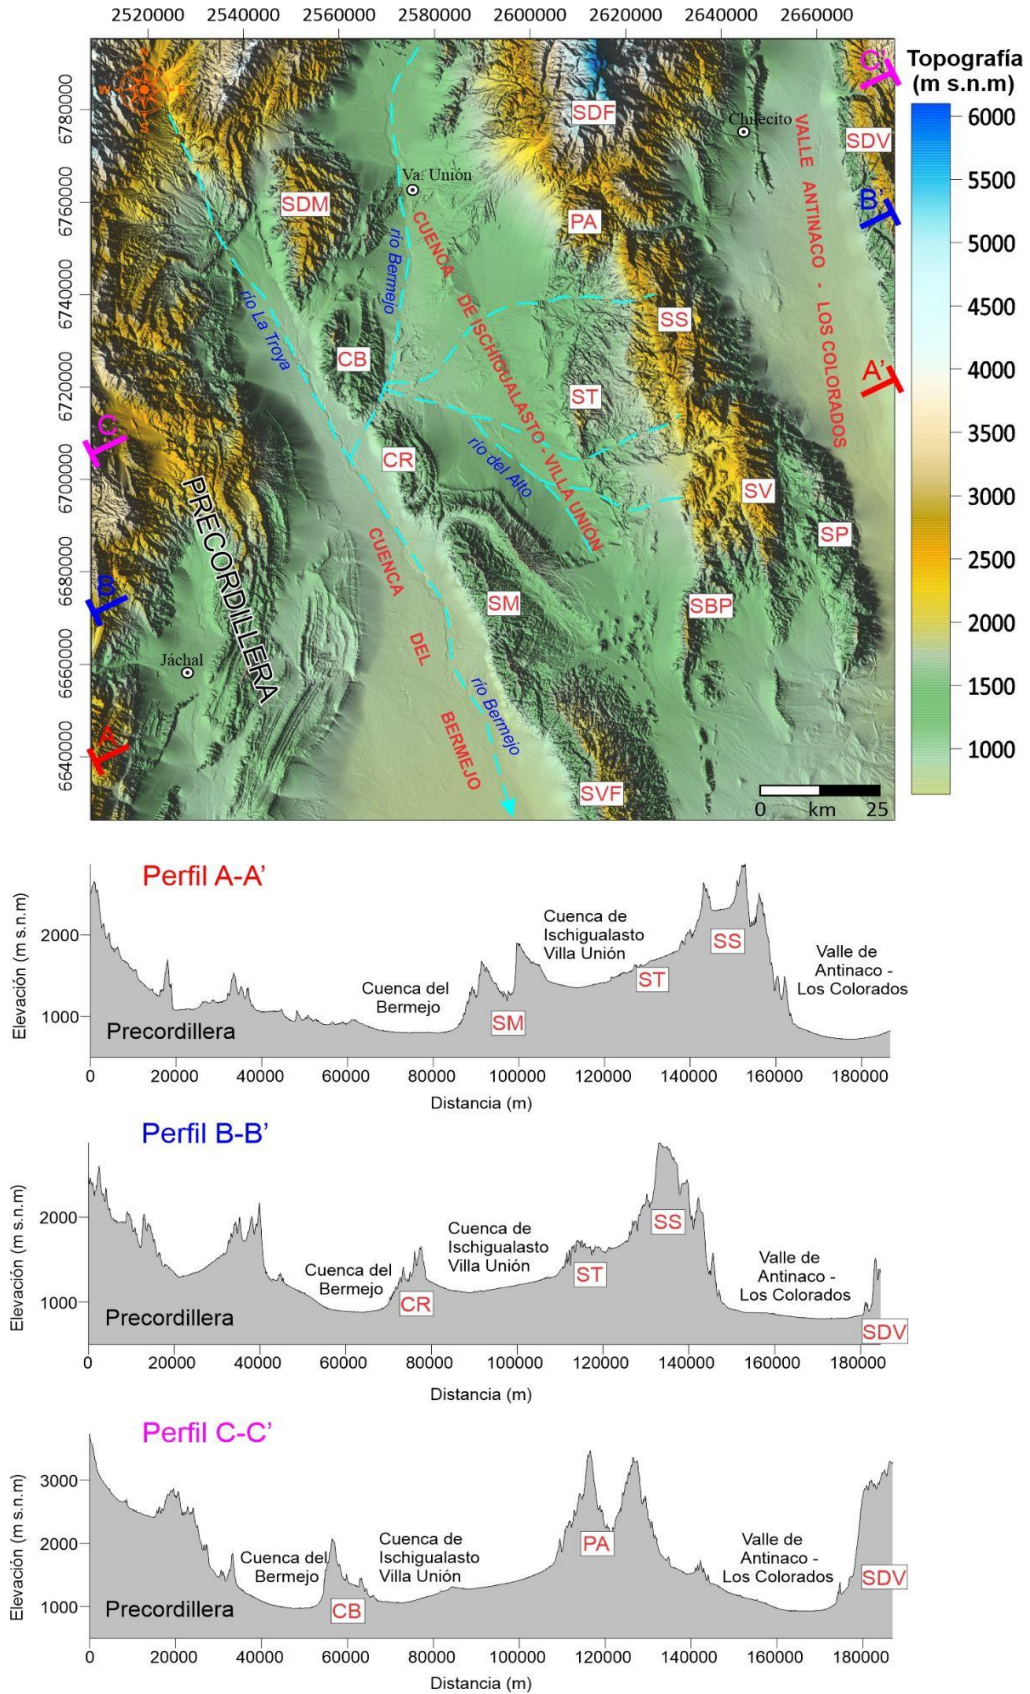 2520000 2540000 2560000 2580000 2600000 2620000 2640000 2660000
Topografía
(m s.n.m)
6000
5500
5000
4500
4000
3500
3000
2500
2000
1500
1000
6780000
6760000
6740000
6720000
6700000
6680000
6660000
6640000
N
W
E
S
C'
SDF
Chilecito
SDV
Va. Unión
SDM
B'
PA
VALLE ANTINACO - LOS COLORADOS
río Bermejo
CUENCA DE ISCHIGUALASTO - VILLA UNIÓN
río La Troya
SS
CB
A'
ST
C
CR
río del Alto
SV
PRECORDILLERA
SP
CUENCA DEL BERMEJO
B
SM
SBP
Jáchal
río Bermejo
A
SVF
0 km 25
Perfil A-A'
Elevación (m s.n.m)
2000
1000
Cuenca de
Ischigualasto
Villa Unión
SS
Valle de
Antinaco -
Los Colorados
Cuenca del
Bermejo
ST
SM
Precordillera
0 20000 40000 60000 80000 100000 120000 140000 160000 180000
Distancia (m)
Perfil B-B'
Elevación (m s.n.m)
2000
1000
Cuenca de
Ischigualasto
Villa Unión
SS
Valle de
Antinaco -
Los Colorados
Cuenca del
Bermejo
ST
CR
Precordillera
SDV
0 20000 40000 60000 80000 100000 120000 140000 160000 180000
Distancia (m)
Perfil C-C'
Elevación (m s.n.m)
3000
2000
1000
Cuenca del
Bermejo
Cuenca de
Ischigualasto
Villa Unión
PA
Valle de
Antinaco -
Los Colorados
SDV
CB
Precordillera
0 20000 40000 60000 80000 100000 120000 140000 160000 180000
Distancia (m)